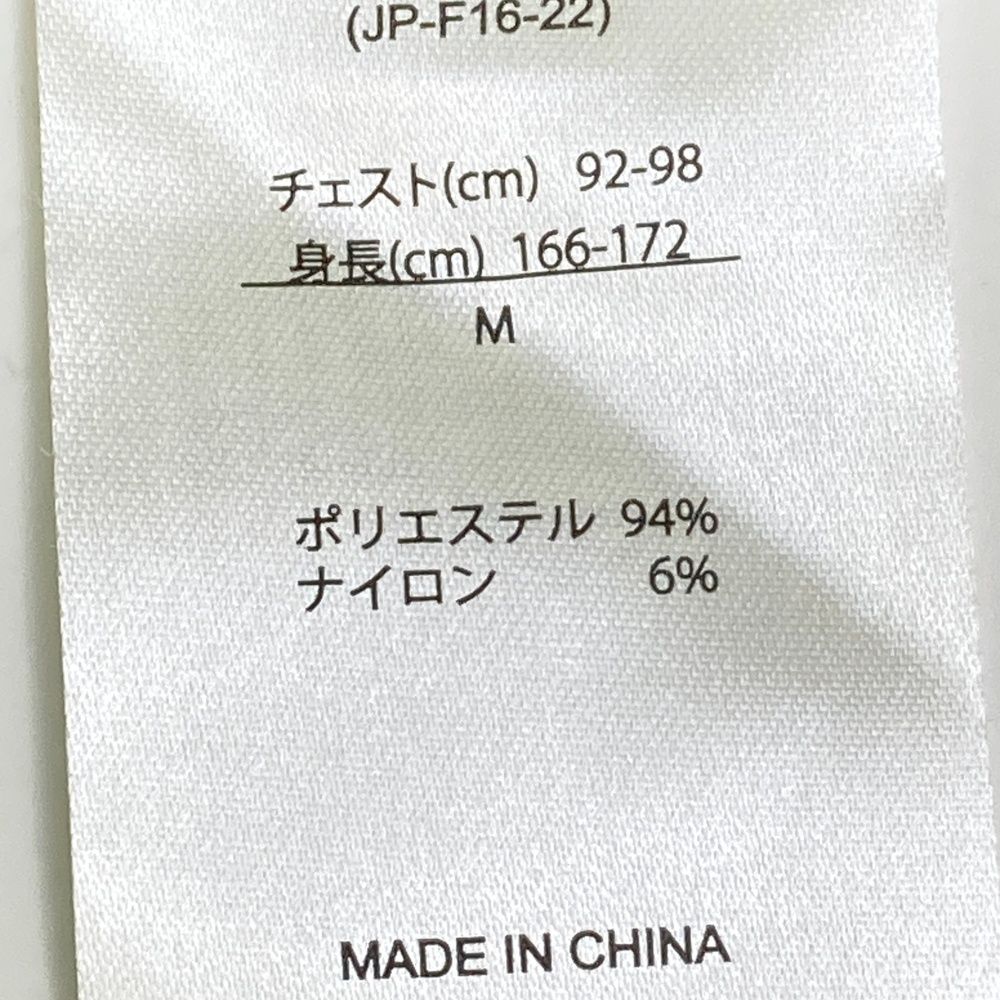 (JP-F16-22)
チェスト(cm) 92-98
身長(cm) 166-172
M
ポリエステル 94%
ナイロン 6%
MADE IN CHINA